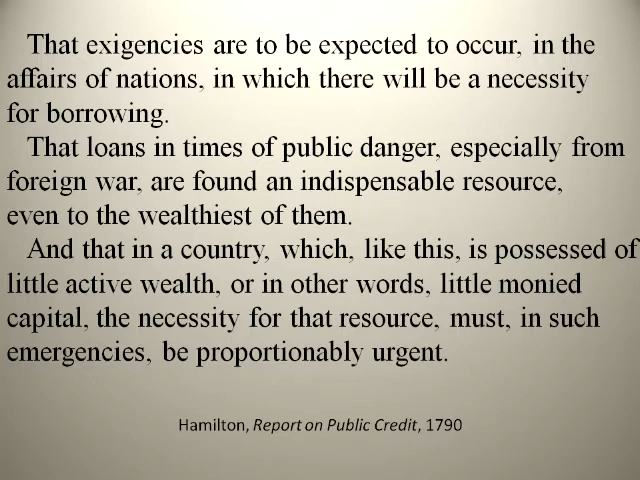 That exigencies are to be expected to occur, in the
affairs of nations, in which there will be a necessity
for borrowing.
That loans in times of public danger, especially from
foreign war, are found an indispensable resource,
even to the wealthiest of them.
And that in a country, which, like this, is possessed of
little active wealth, or in other words, little monied
capital, the necessity for that resource, must, in such
emergencies, be proportionably urgent.
Hamilton, Report on Public Credit, 1790